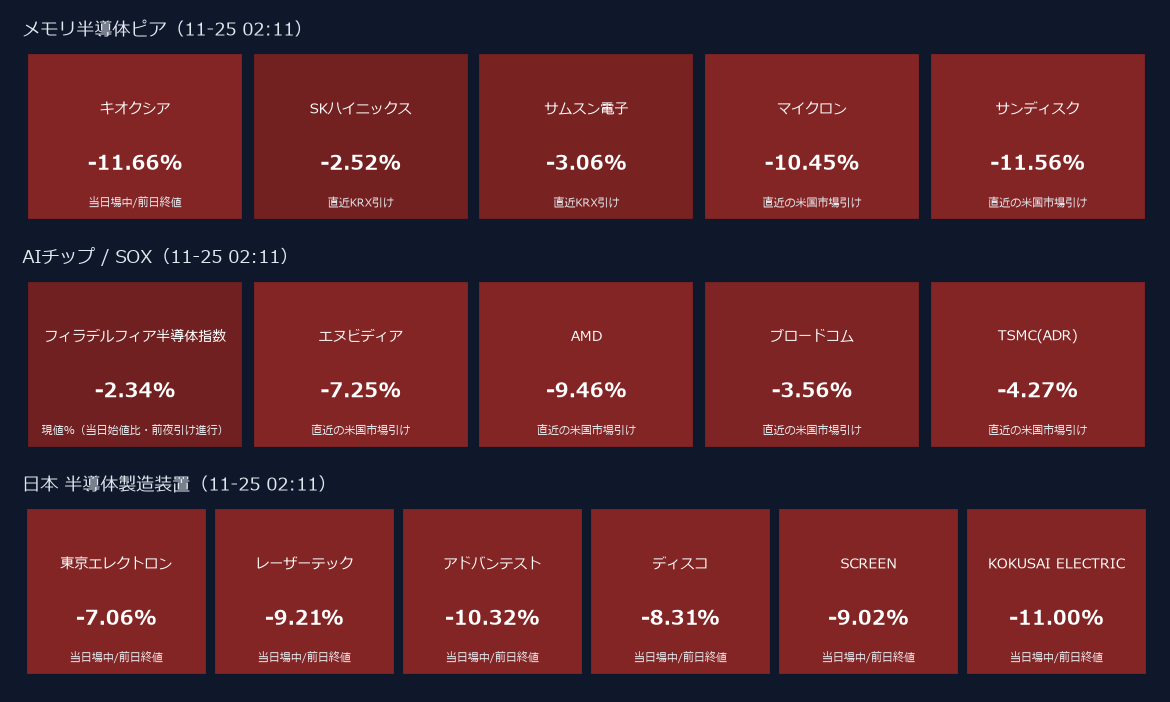 メモリ半導体ピア（11-25 02:11）
キオクシア
-11.66%
当日場中/前日終値
SKハイニックス
-2.52%
直近KRX引け
サムスン電子
-3.06%
直近KRX引け
マイクロン
-10.45%
直近の米国市場引け
サンディスク
-11.56%
直近の米国市場引け
AIチップ / SOX（11-25 02:11）
フィラデルフィア半導体指数
-2.34%
現値%（当日始値比・前夜引け進行）
エヌビディア
-7.25%
直近の米国市場引け
AMD
-9.46%
直近の米国市場引け
ブロードコム
-3.56%
直近の米国市場引け
TSMC(ADR)
-4.27%
直近の米国市場引け
日本 半導体製造装置（11-25 02:11）
東京エレクトロン
-7.06%
当日場中/前日終値
レーザーテック
-9.21%
当日場中/前日終値
アドバンテスト
-10.32%
当日場中/前日終値
ディスコ
-8.31%
当日場中/前日終値
SCREEN
-9.02%
当日場中/前日終値
KOKUSAI ELECTRIC
-11.00%
当日場中/前日終値